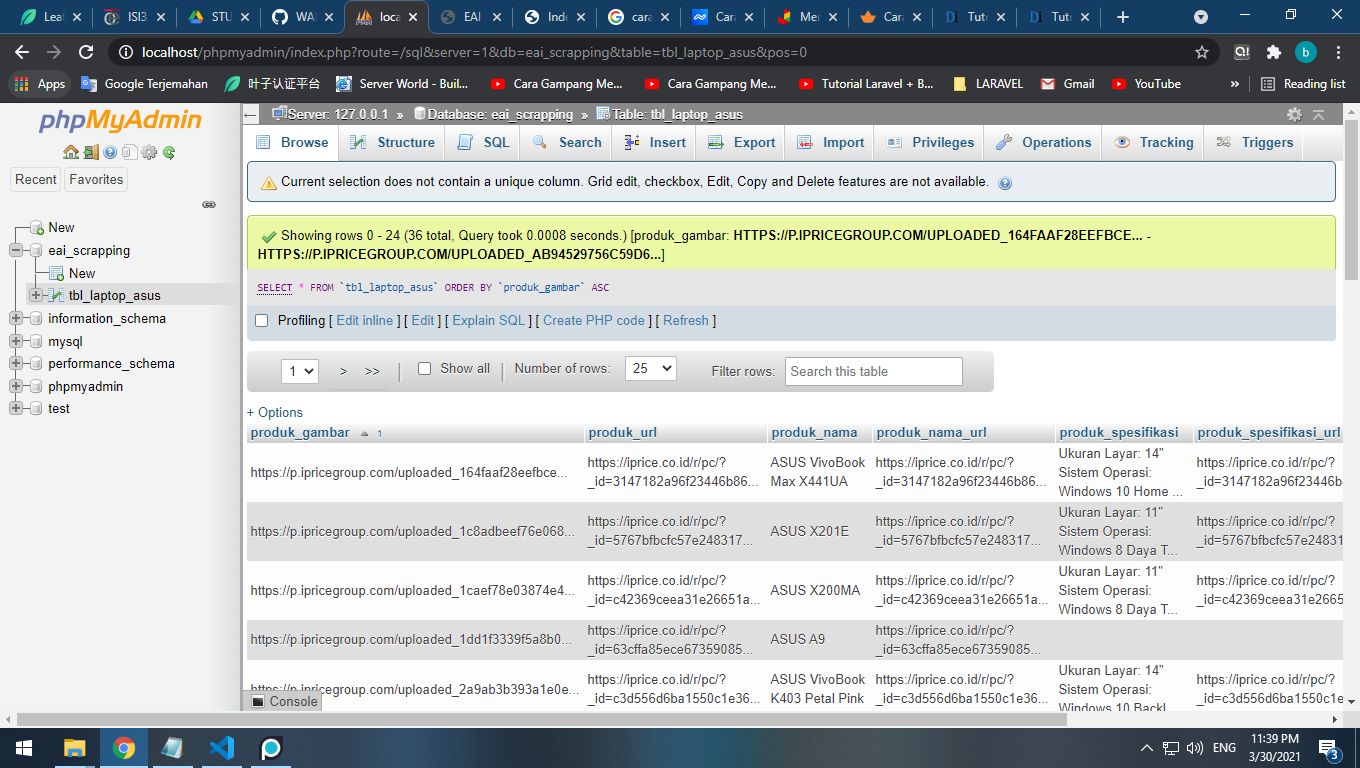 Leaf
ISI3
STU
WAI
loca
EAI
Inde
cara
Cara
Mer
Cara
Tuto
Tuto
localhost/phpmyadmin/index.php?route=/sql&server=1&db=eai_scrapping&table=tbl_laptop_asus&pos=0
b
Apps
Google Terjemahan
叶子认证平台
Server World - Buil...
Cara Gampang Me...
Cara Gampang Me...
Tutorial Laravel + B...
LARAVEL
Gmail
YouTube
»
Reading list
phpMyAdmin
Recent
Favorites
New
eai_scrapping
New
tbl_laptop_asus
information_schema
mysql
performance_schema
phpmyadmin
test
Server: 127.0.0.1 » Database: eai_scrapping » Table: tbl_laptop_asus
Browse
Structure
SQL
Search
Insert
Export
Import
Privileges
Operations
Tracking
Triggers
Current selection does not contain a unique column. Grid edit, checkbox, Edit, Copy and Delete features are not available.
Showing rows 0 - 24 (36 total, Query took 0.0008 seconds.) [produk_gambar: HTTPS://P.IPRICEGROUP.COM/UPLOADED_164FAAF28EEFBCE... -
HTTPS://P.IPRICEGROUP.COM/UPLOADED_AB94529756C59D6...]
SELECT * FROM `tbl_laptop_asus` ORDER BY `produk_gambar` ASC
Profiling [ Edit inline ] [ Edit ] [ Explain SQL ] [ Create PHP code ] [ Refresh ]
1
>
>>
Show all
Number of rows:
25
Filter rows:
Search this table
+ Options
produk_gambar 1
produk_url
produk_nama
produk_nama_url
produk_spesifikasi
produk_spesifikasi_url
https://p.ipricegroup.com/uploaded_164faaf28eefbce...
https://iprice.co.id/r/pc/?
_id=3147182a96f23446b86...
ASUS VivoBook
Max X441UA
https://iprice.co.id/r/pc/?
_id=3147182a96f23446b86...
Ukuran Layar: 14"
Sistem Operasi:
Windows 10 Home ...
https://iprice.co.id/r/pc/?
_id=3147182a96f23446b
https://p.ipricegroup.com/uploaded_1c8adbeef76e068...
https://iprice.co.id/r/pc/?
_id=5767bfbcfc57e248317...
ASUS X201E
https://iprice.co.id/r/pc/?
_id=5767bfbcfc57e248317...
Ukuran Layar: 11"
Sistem Operasi:
Windows 8 Daya T...
https://iprice.co.id/r/pc/?
_id=5767bfbcfc57e24831
https://p.ipricegroup.com/uploaded_1caef78e03874e4...
https://iprice.co.id/r/pc/?
_id=c42369ceea31e26651a...
ASUS X200MA
https://iprice.co.id/r/pc/?
_id=c42369ceea31e26651a...
Ukuran Layar: 11"
Sistem Operasi:
Windows 8 Daya T...
https://iprice.co.id/r/pc/?
_id=c42369ceea31e2665
https://p.ipricegroup.com/uploaded_1dd1f3339f5a8b0...
https://iprice.co.id/r/pc/?
_id=63cffa85ece67359085...
ASUS A9
https://iprice.co.id/r/pc/?
_id=63cffa85ece67359085...
https://p.ipricegroup.com/uploaded_2a9ab3b393a1e0e...
https://iprice.co.id/r/pc/?
_id=c3d556d6ba1550c1e36...
ASUS VivoBook
K403 Petal Pink
https://iprice.co.id/r/pc/?
_id=c3d556d6ba1550c1e36...
Ukuran Layar: 14"
Sistem Operasi:
Windows 10 Backl
https://iprice.co.id/r/pc/?
_id=c3d556d6ba1550c1e
Console
ENG
11:39 PM
3/30/2021
3